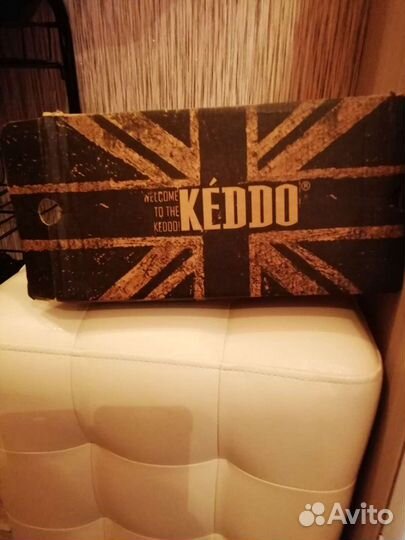 WELCOME
TO THE
KEDDO!
KÉDDO®
Avito